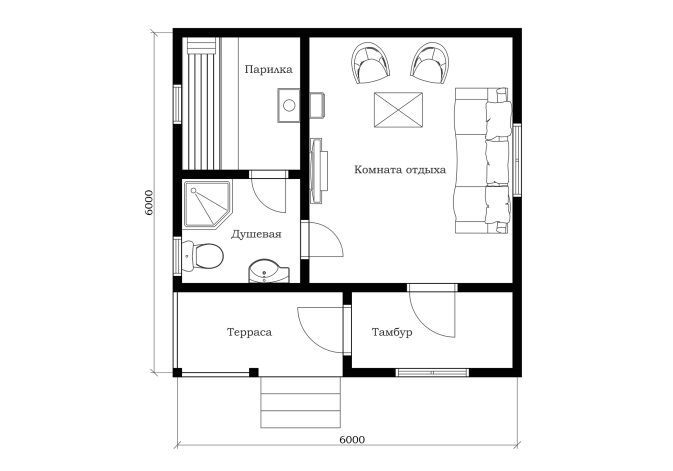 Парилка
Комната отдыха
6000
Душевая
Терраса
Тамбур
6000